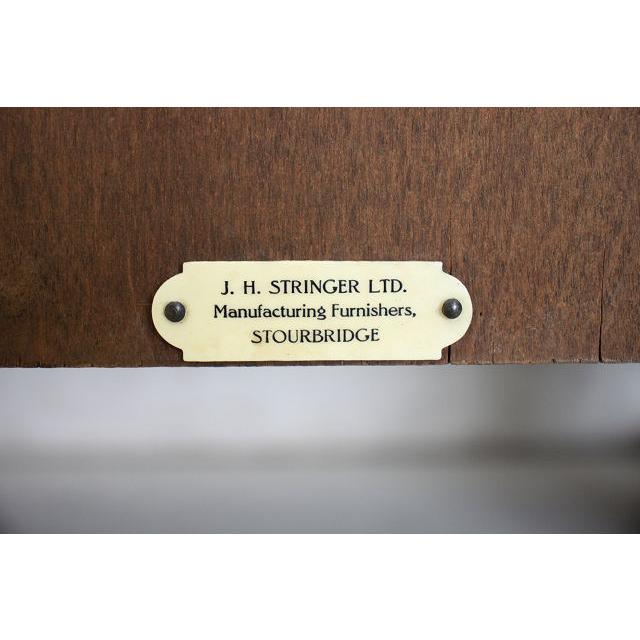 J. H. STRINGER LTD.
Manufacturing Furnishers,
STOURBRIDGE